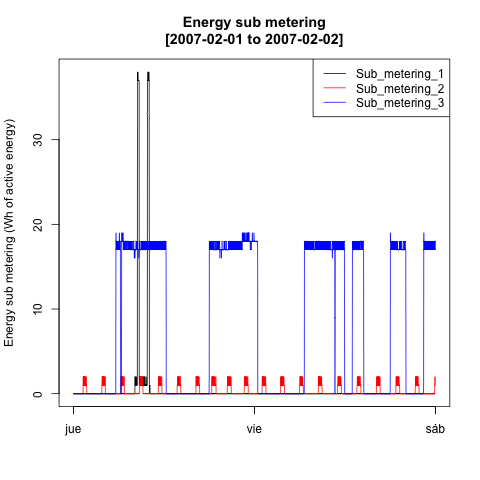 Energy sub metering
[2007-02-01 to 2007-02-02]
Sub_metering_1
Sub_metering_2
Sub_metering_3
Energy sub metering (Wh of active energy)
30
20
10
0
jue
vie
sáb